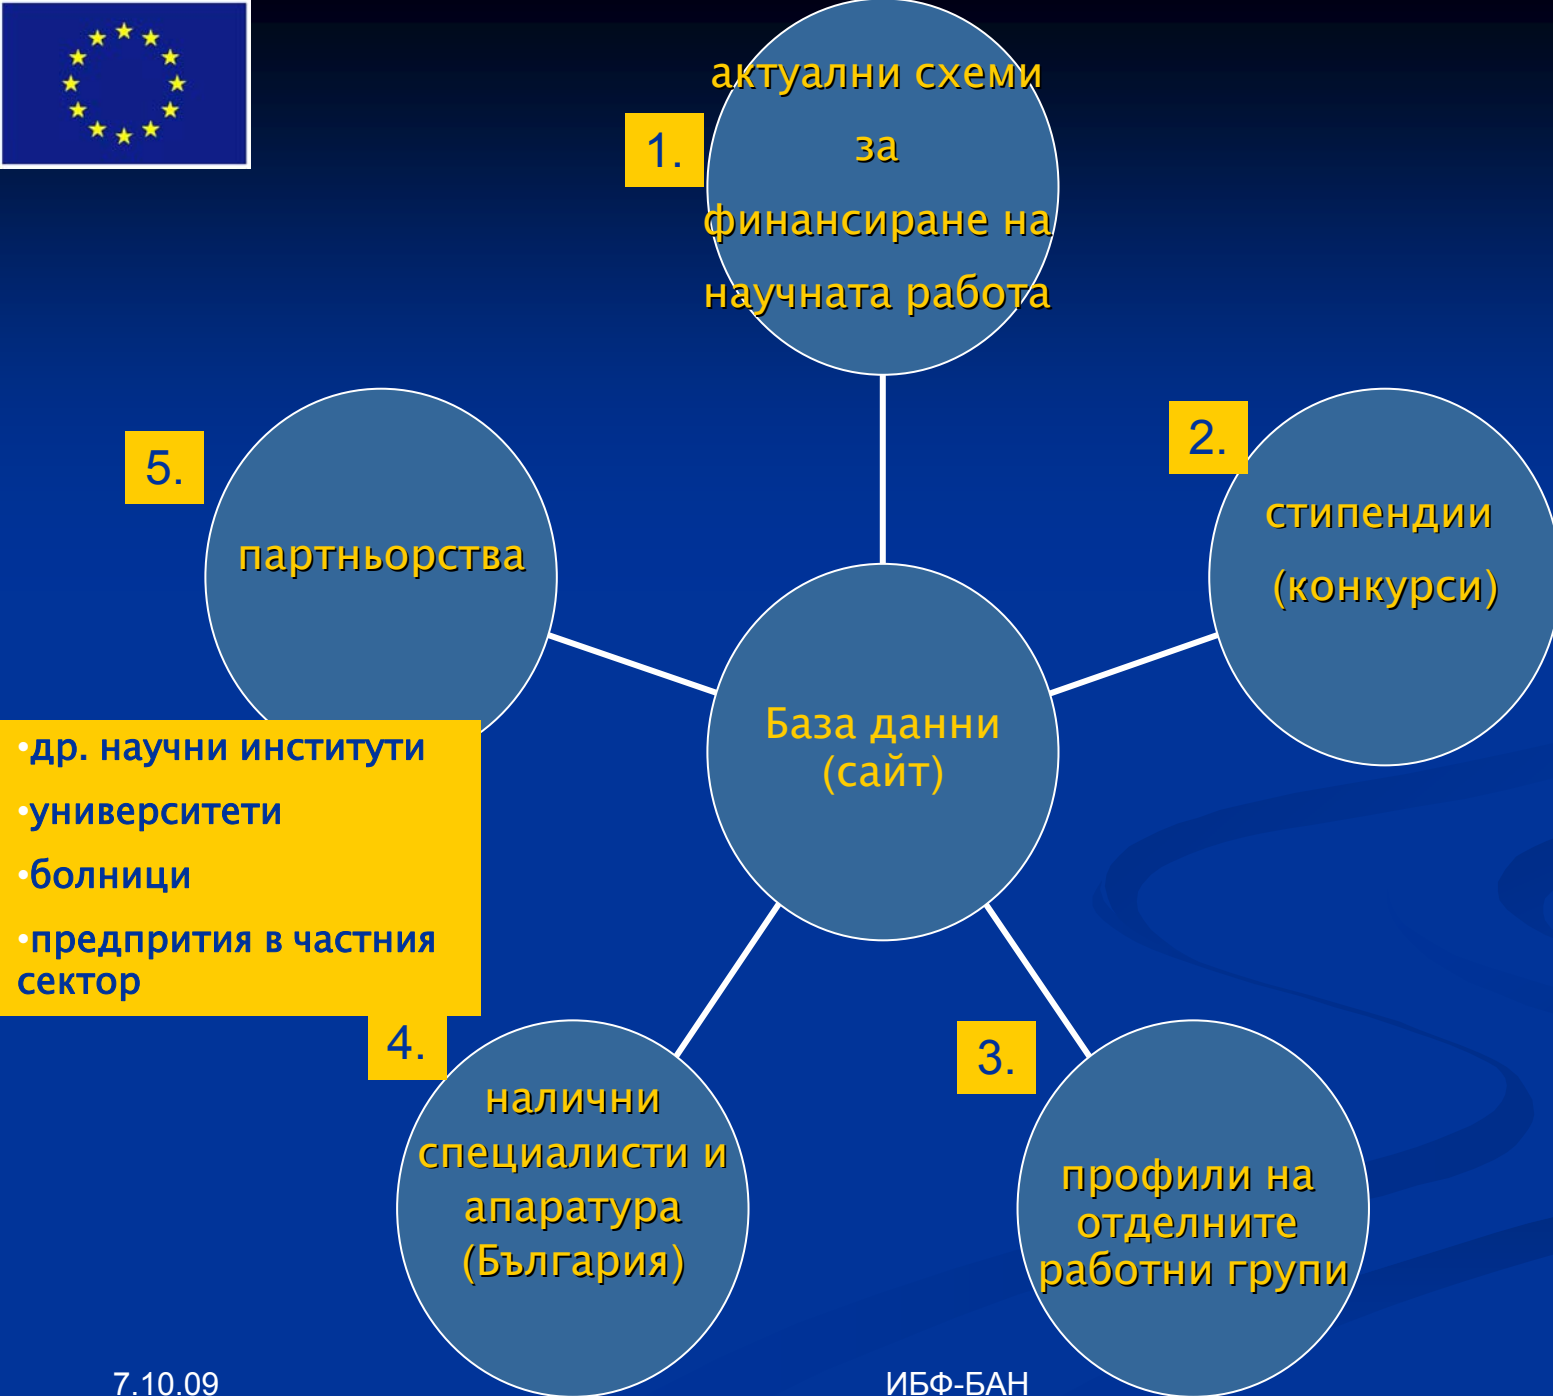 1.
актуални схеми
за
финансиране на
научната работа
2.
стипендии
(конкурси)
5.
партньорства
База данни
(сайт)
•др. научни институти
•университети
•болници
•предпрития в частния
сектор
4.
налични
специалисти и
апаратура
(България)
3.
профили на
отделните
работни групи
7.10.09
ИБФ-БАН